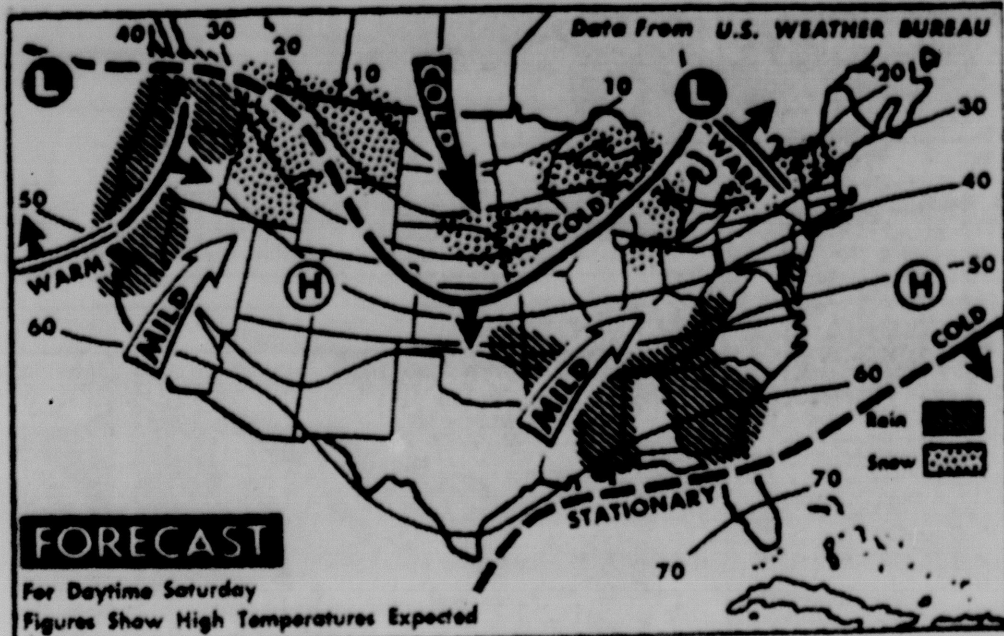 Data From U.S. WEATHER BUREAU
40 30 20 10
L
COLD
10
L
20
30
WARM
40
50
COLD
WARM
H
H
50
MILD
60
COLD
MILD
60
Rain
Snow
STATIONARY
70
70
FORECAST
For Daytime Saturday
Figures Show High Temperatures Expected